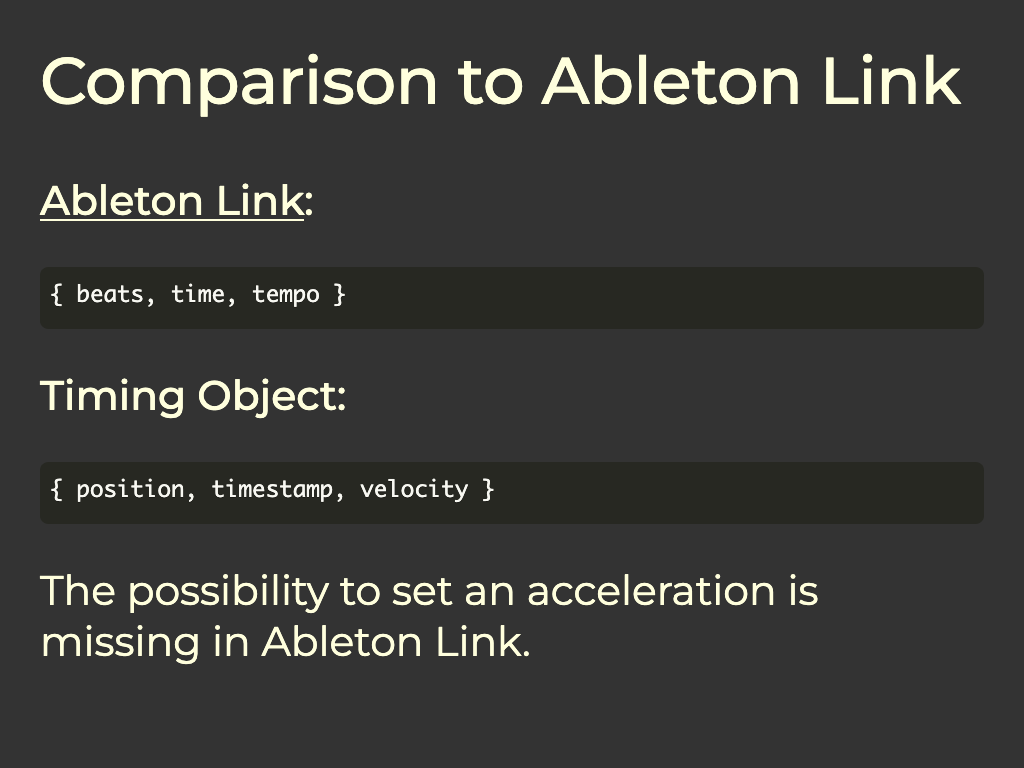 Comparison to Ableton Link
Ableton Link:
{ beats, time, tempo }
Timing Object:
{ position, timestamp, velocity }
The possibility to set an acceleration is
missing in Ableton Link.